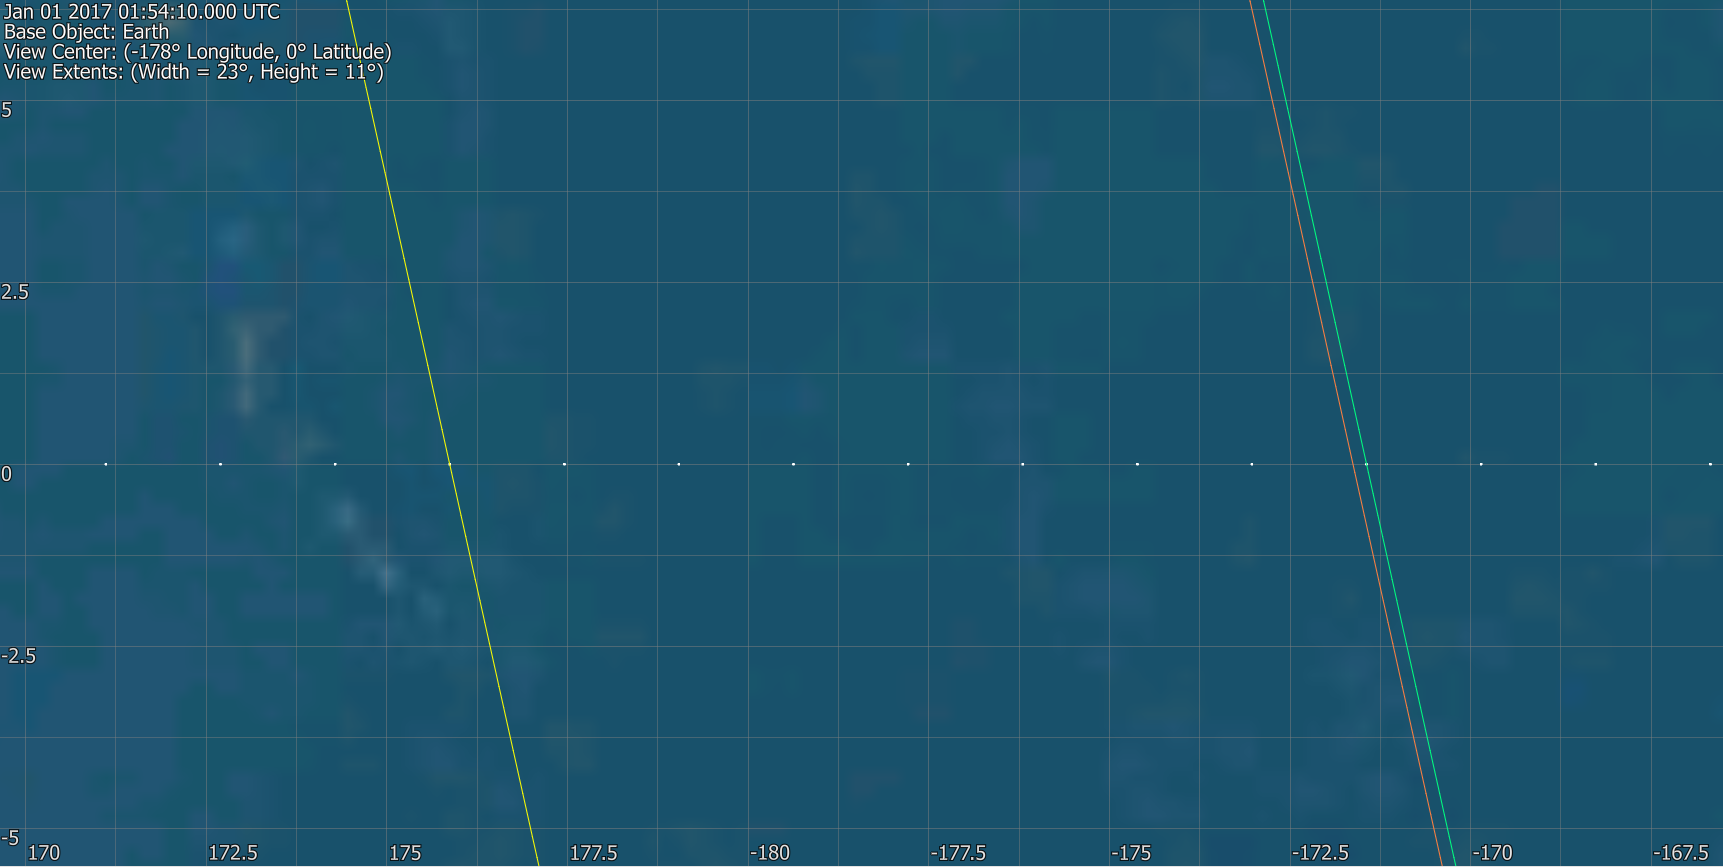 Jan 01 2017 01:54:10.000 UTC
Base Object: Earth
View Center: (-178° Longitude, 0° Latitude)
View Extents: (Width = 23°, Height = 11°)
5
2.5
0
-2.5
-5
170 172.5 175 177.5 -180 -177.5 -175 -172.5 -170 -167.5